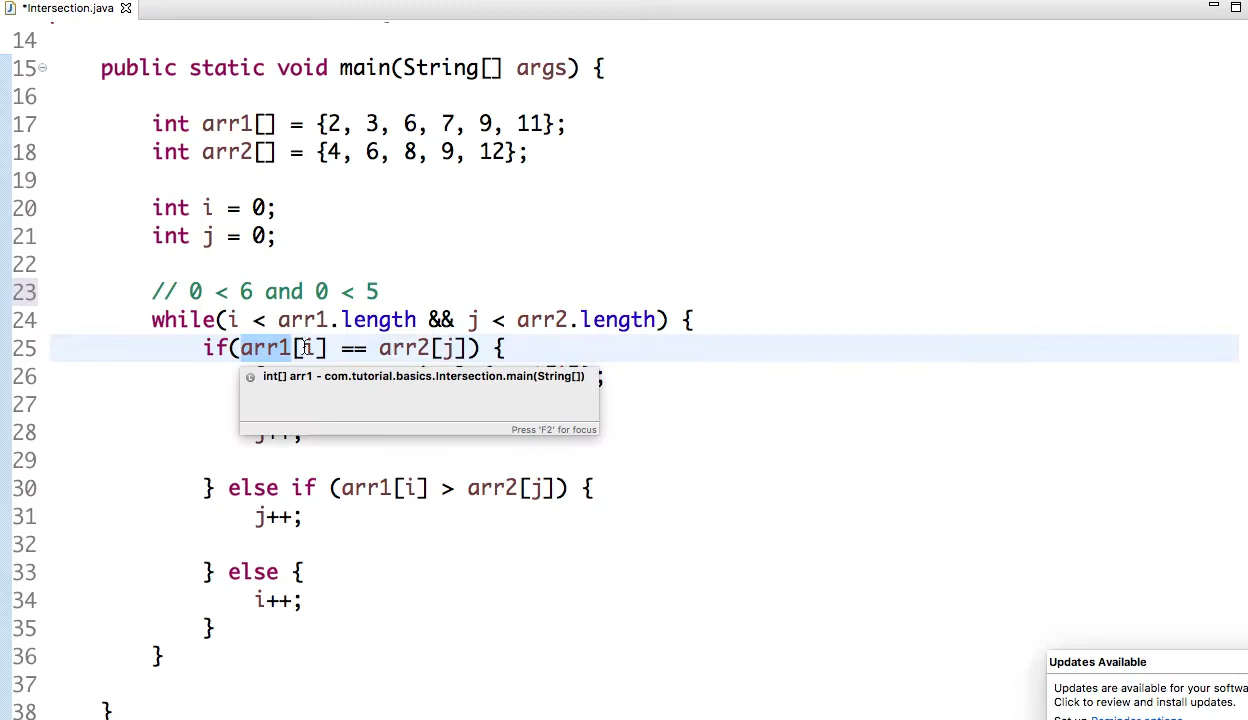 *Intersection.java
14
15 public static void main(String[] args) {
16
17 int arr1[] = {2, 3, 6, 7, 9, 11};
18 int arr2[] = {4, 6, 8, 9, 12};
19
20 int i = 0;
21 int j = 0;
22
23 // 0 < 6 and 0 < 5
24 while(i < arr1.length && j < arr2.length) {
25 if(arr1[i] == arr2[j]) {
26 ;
int[] arr1 - com.tutorial.basics.Intersection.main(String[])
27
Press 'F2' for focus
28 j++;
29
30 } else if (arr1[i] > arr2[j]) {
31 j++;
32
33 } else {
34 i++;
35 }
36 }
37
38 }
Updates Available
Updates are available for your softwa
Click to review and install updates.
Set up Reminder options